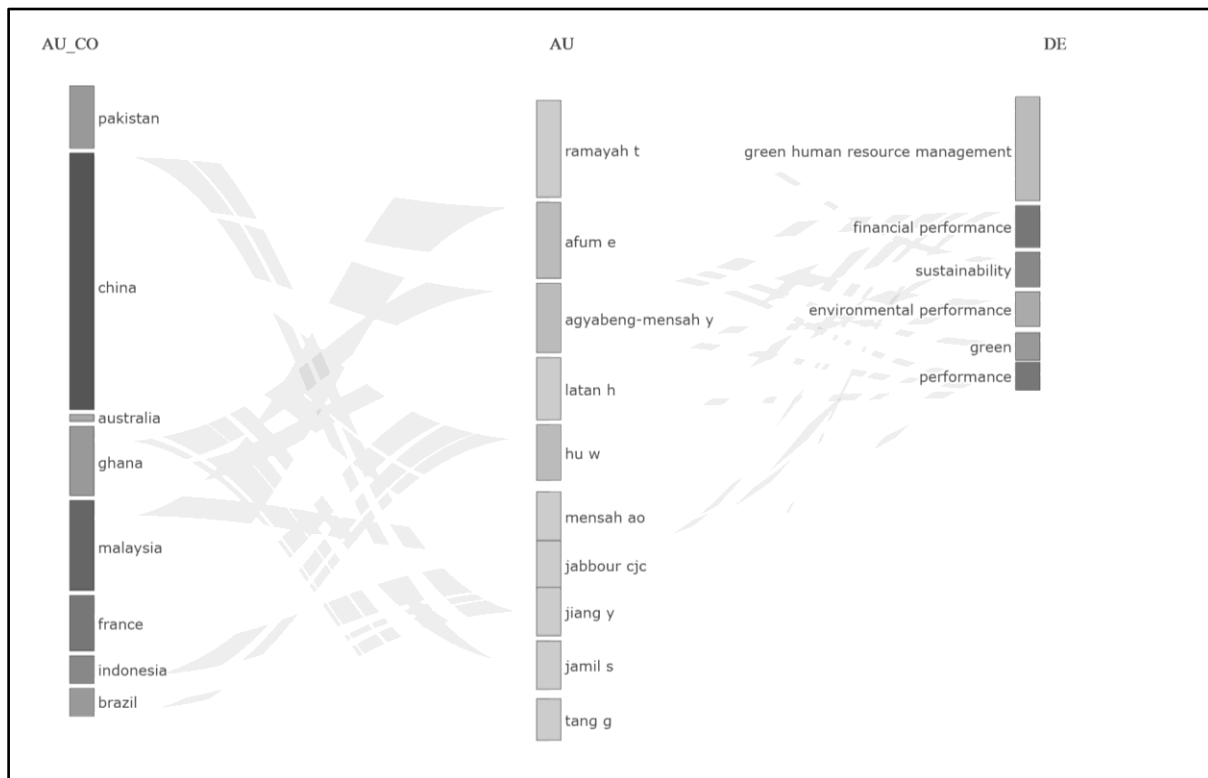 AU_CO
AU
DE
pakistan
china
australia
ghana
malaysia
france
indonesia
brazil
ramayah t
afum e
agyabeng-mensah y
latan h
hu w
mensah ao
jabbour cjc
jiang y
jamil s
tang g
green human resource management
financial performance
sustainability
environmental performance
green
performance